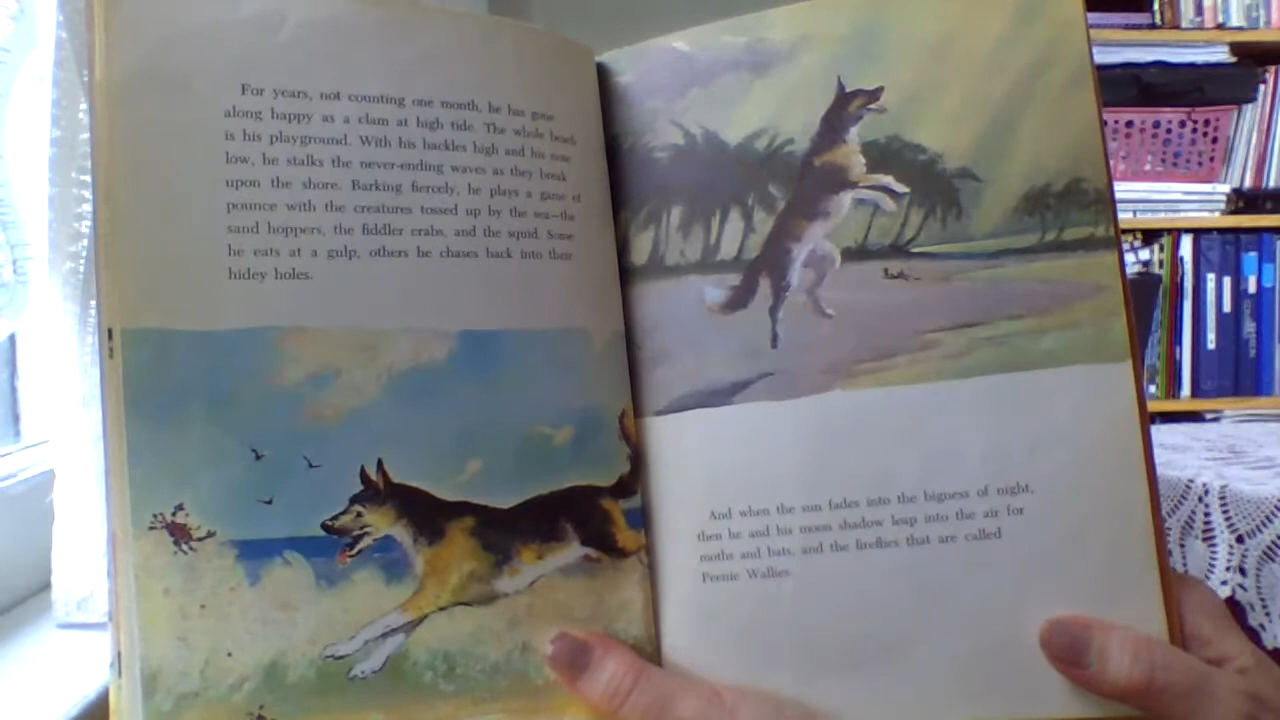 For years, not counting one month, he has gone
along happy as a clam at high tide. The whole beach
is his playground. With his hackles high and his nose
low, he stalks the never-ending waves as they break
upon the shore. Barking fiercely, he plays a game of
pounce with the creatures tossed up by the sea—the
sand hoppers, the fiddler crabs, and the squid. Some
he eats at a gulp, others he chases back into their
hidey holes.
And when the sun fades into the bigness of night,
then he and his moon shadow leap into the air for
moths and bats, and the fireflies that are called
Peenie Wallies.